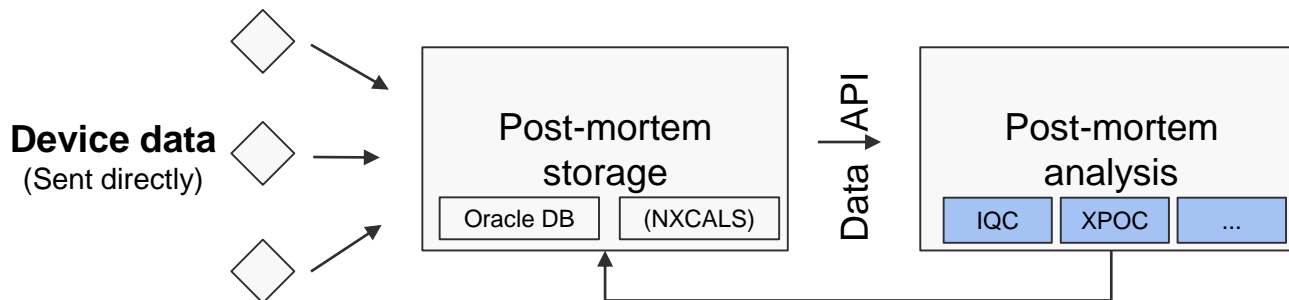 Device data
(Sent directly)
Post-mortem
storage
Oracle DB
(NXCALS)
Data API
Post-mortem
analysis
IQC
XPOC
...